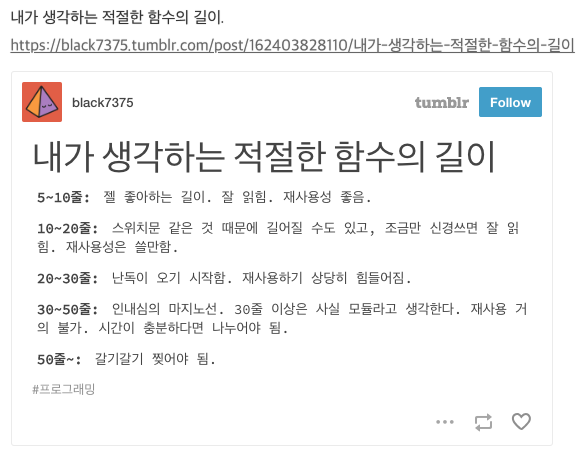 내가 생각하는 적절한 함수의 길이.
https://black7375.tumblr.com/post/162403828110/내가-생각하는-적절한-함수의-길이
black7375
tumblr
Follow
내가 생각하는 적절한 함수의 길이
5~10줄: 젤 좋아하는 길이. 잘 읽힘. 재사용성 좋음.
10~20줄: 스위치문 같은 것 때문에 길어질 수도 있고, 조금만 신경쓰면 잘 읽
힘. 재사용성은 쓸만함.
20~30줄: 난독이 오기 시작함. 재사용하기 상당히 힘들어짐.
30~50줄: 인내심의 마지노선. 30줄 이상은 사실 모듈라고 생각한다. 재사용 거
의 불가. 시간이 충분하다면 나누어야 됨.
50줄~: 갈기갈기 찢어야 됨.
#프로그래밍